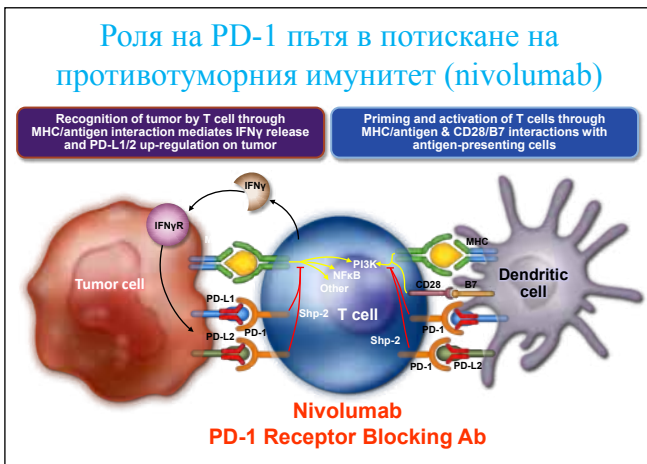 Роля на PD-1 пътя в потискане на
противотуморния имунитет (nivolumab)
Recognition of tumor by T cell through
MHC/antigen interaction mediates IFNγ release
and PD-L1/2 up-regulation on tumor
Priming and activation of T cells through
MHC/antigen & CD28/B7 interactions with
antigen-presenting cells
IFNγ
IFNγR
MHC
PI3K
NFκB
Other
CD28
B7
Dendritic
cell
Tumor cell
PD-L1
PD-1
Shp-2
T cell
PD-1
PD-L2
Shp-2
PD-1
PD-L2
Nivolumab
PD-1 Receptor Blocking Ab